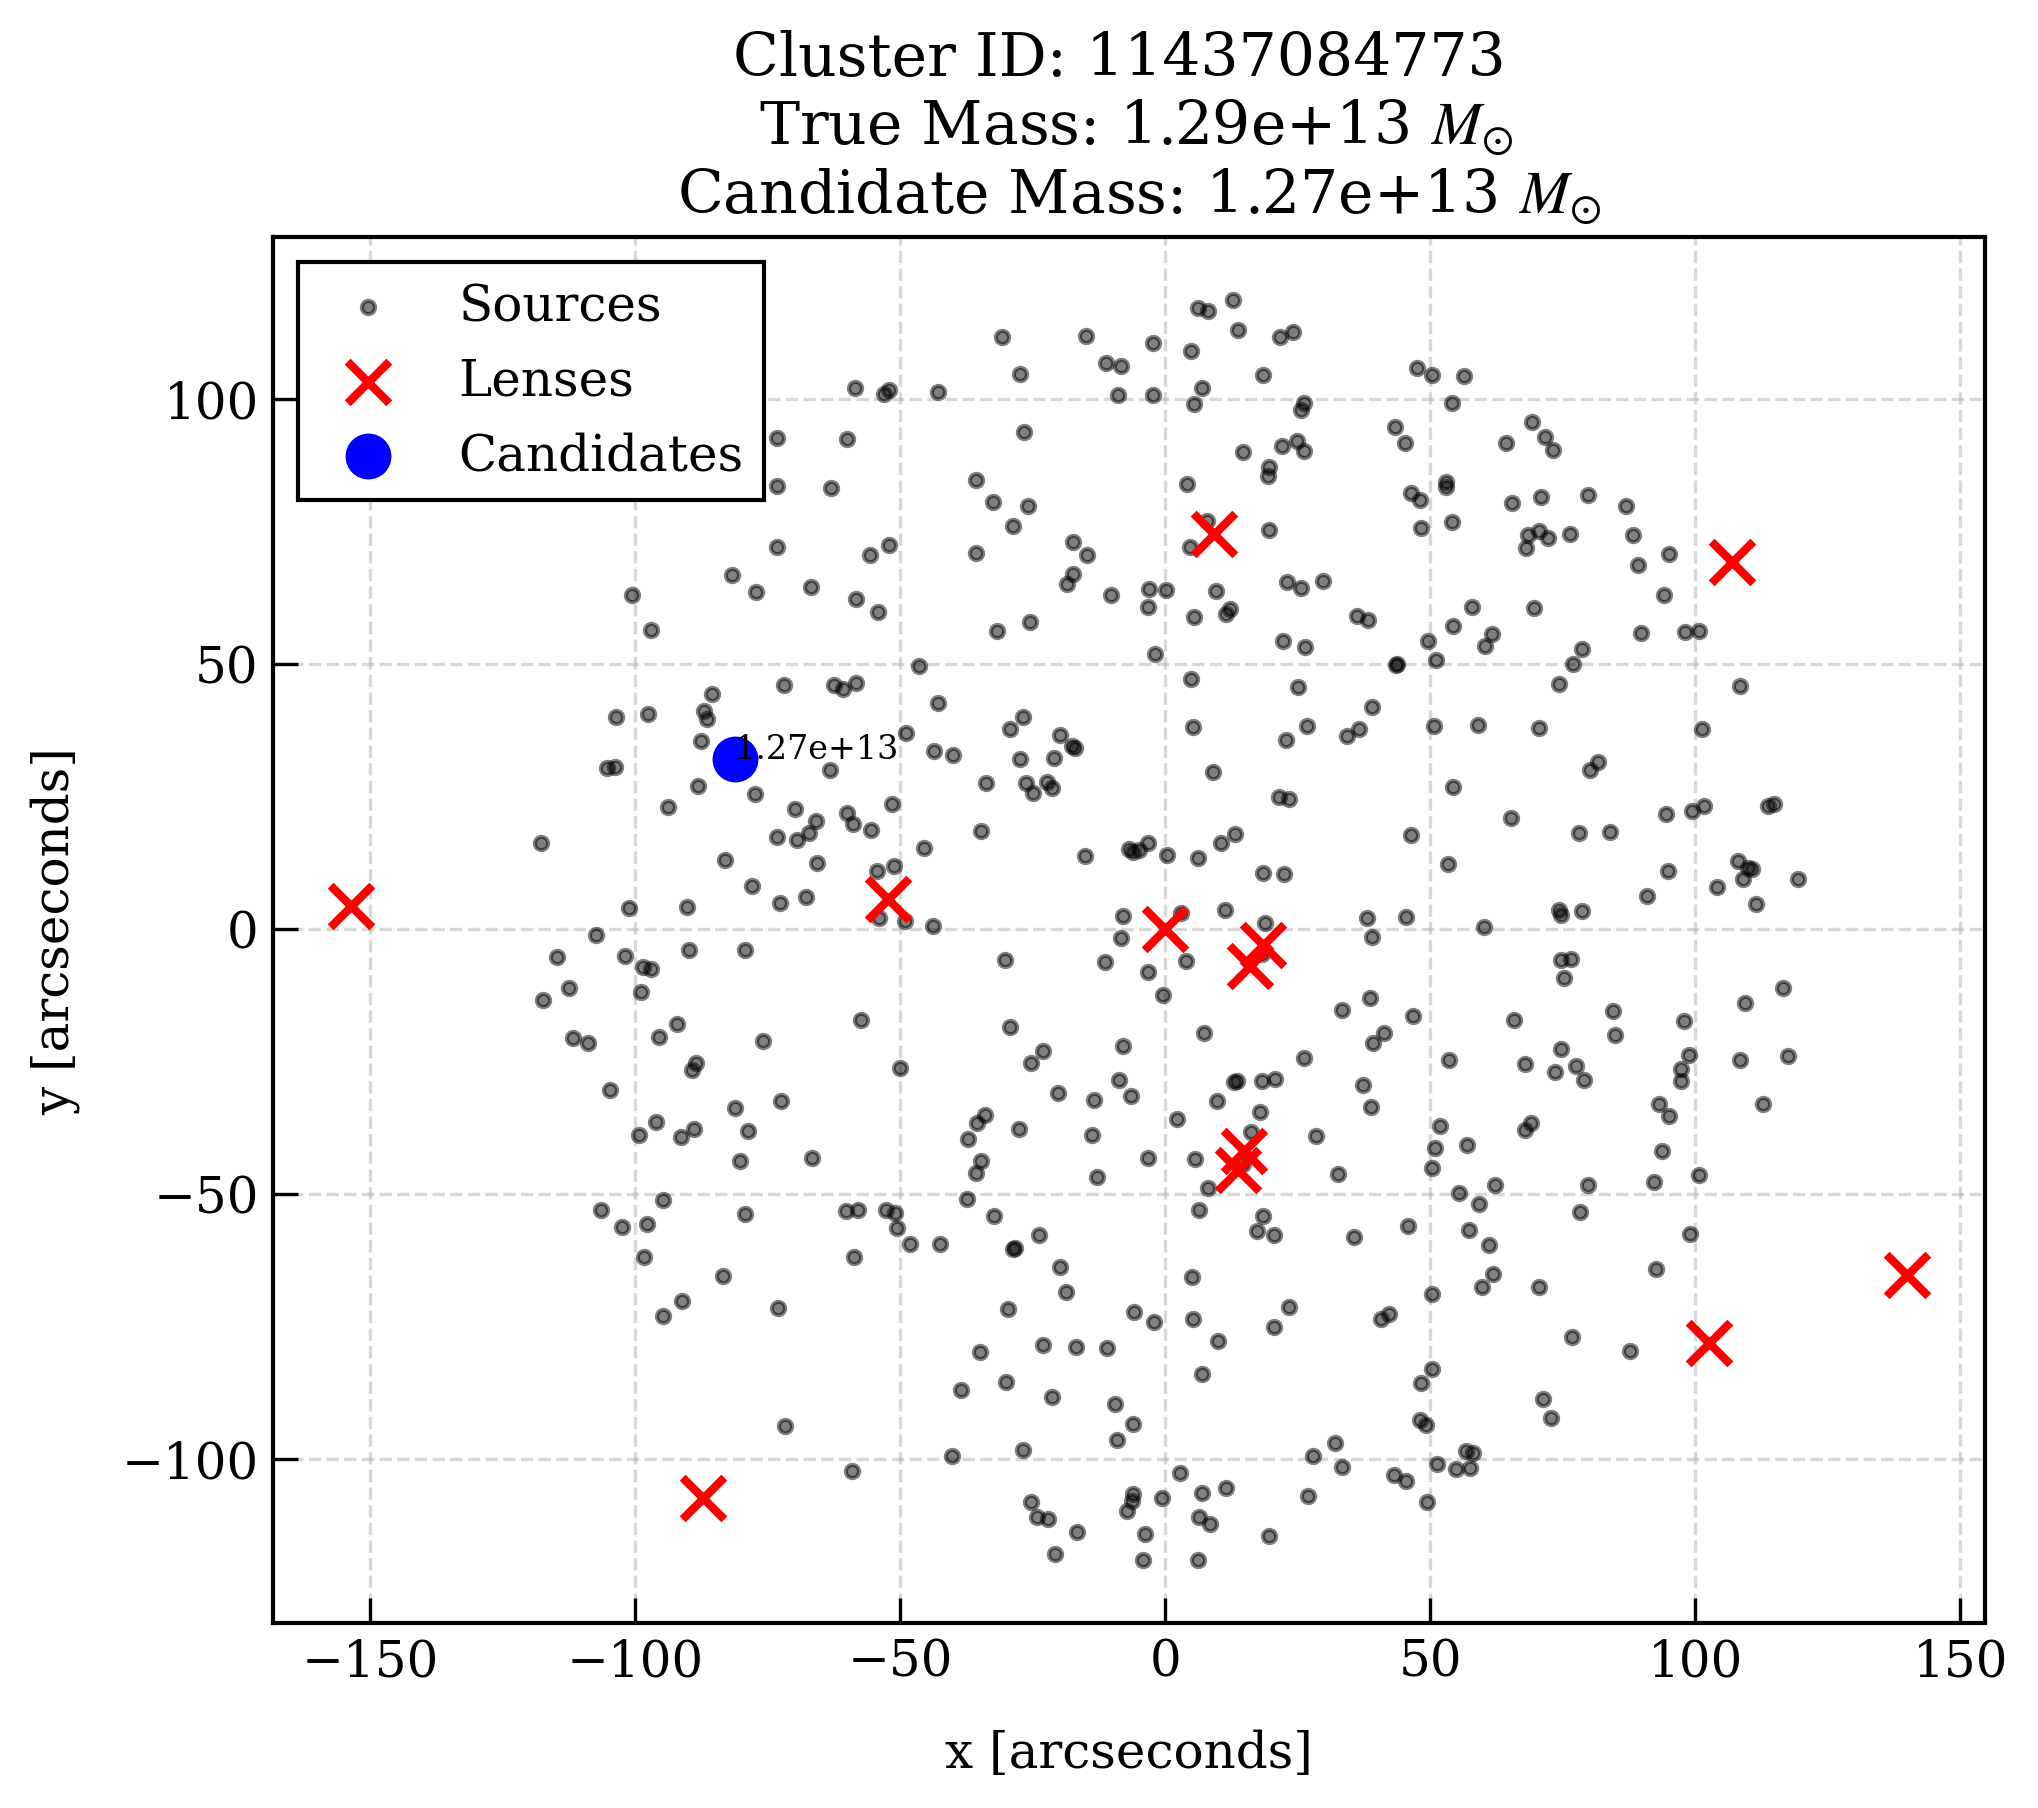 Cluster ID: 11437084773
True Mass: 1.29e+13 M⊙
Candidate Mass: 1.27e+13 M⊙
Sources
Lenses
Candidates
1.27e+13
100
50
0
−50
−100
y [arcseconds]
−150 −100 −50 0 50 100 150
x [arcseconds]